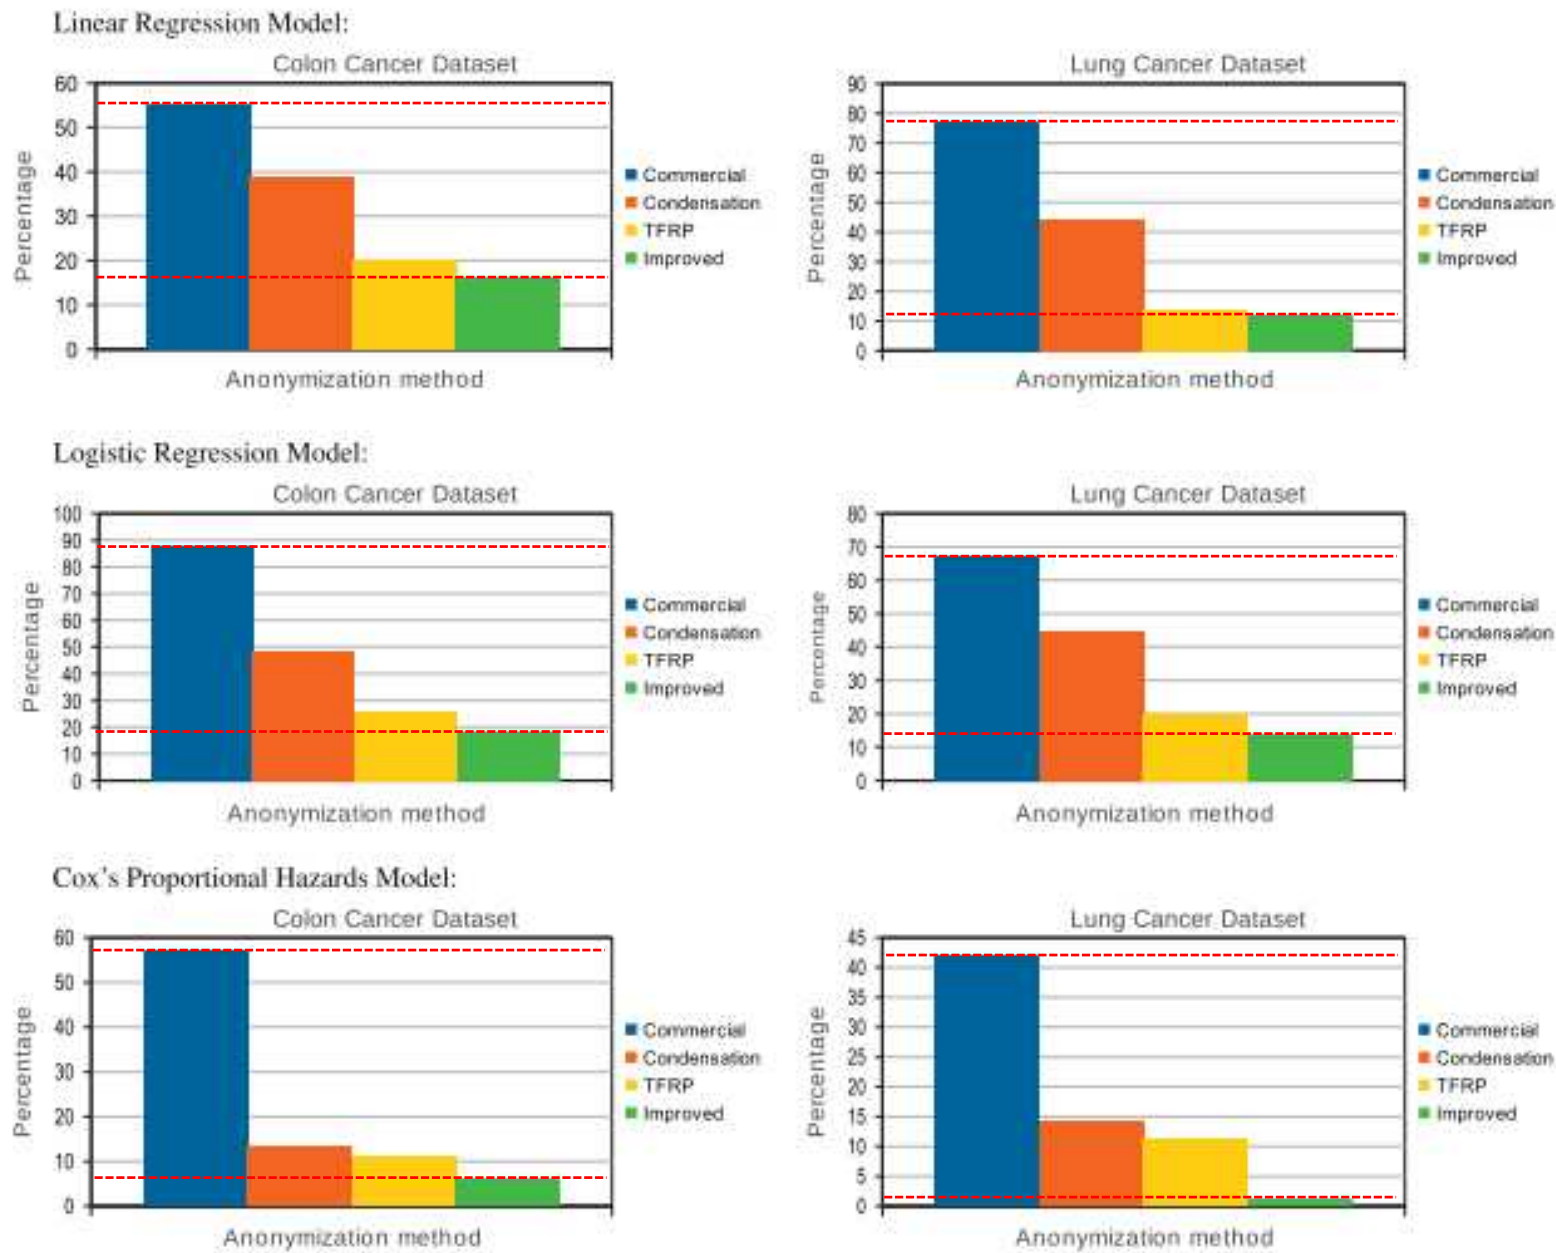 Linear Regression Model:
Colon Cancer Dataset
60
50
40
30
20
10
0
Percentage
Anonymization method
Commercial
Condensation
TFRP
Improved
Lung Cancer Dataset
90
80
70
60
50
40
30
20
10
0
Percentage
Anonymization method
Commercial
Condensation
TFRP
Improved
Logistic Regression Model:
Colon Cancer Dataset
100
90
80
70
60
50
40
30
20
10
0
Percentage
Anonymization method
Commercial
Condensation
TFRP
Improved
Lung Cancer Dataset
80
70
60
50
40
30
20
10
0
Percentage
Anonymization method
Commercial
Condensation
TFRP
Improved
Cox's Proportional Hazards Model:
Colon Cancer Dataset
60
50
40
30
20
10
0
Percentage
Anonymization method
Commercial
Condensation
TFRP
Improved
Lung Cancer Dataset
45
40
35
30
25
20
15
10
5
0
Percentage
Anonymization method
Commercial
Condensation
TFRP
Improved